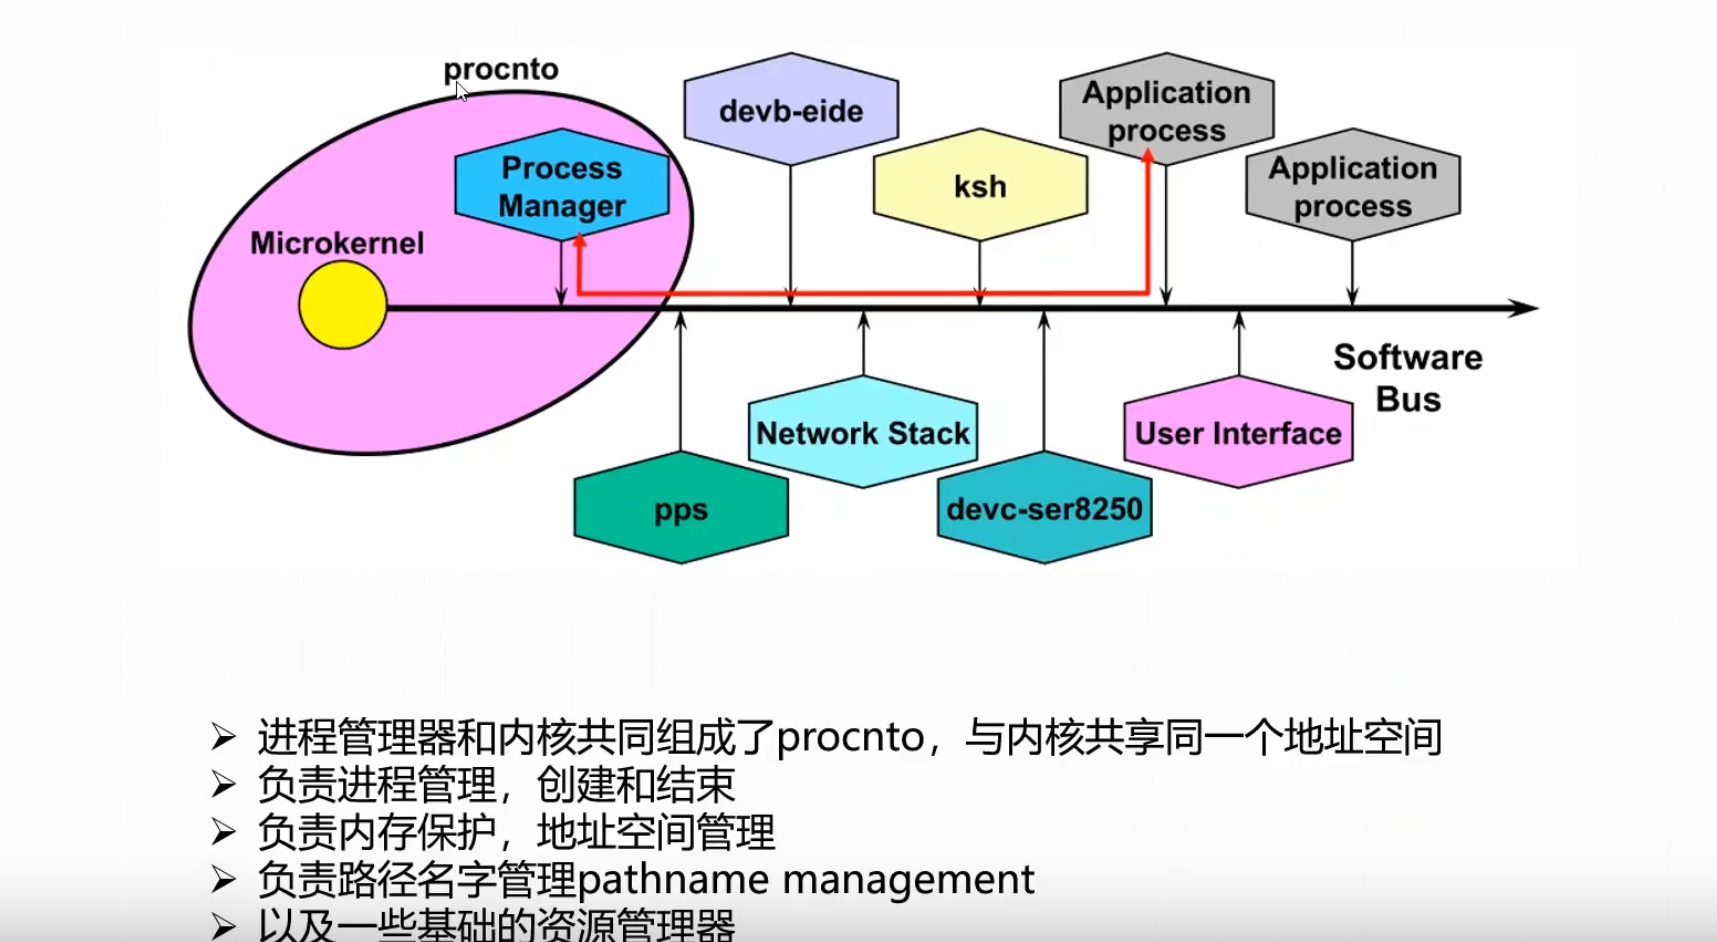 procnto
devb-eide
Application
process
Process
Manager
ksh
Application
process
Microkernel
Software
Bus
Network Stack
User Interface
pps
devc-ser8250
进程管理器和内核共同组成了procnto，与内核共享同一个地址空间
负责进程管理，创建和结束
负责内存保护，地址空间管理
负责路径名字管理pathname management
以及一些基础的资源管理器